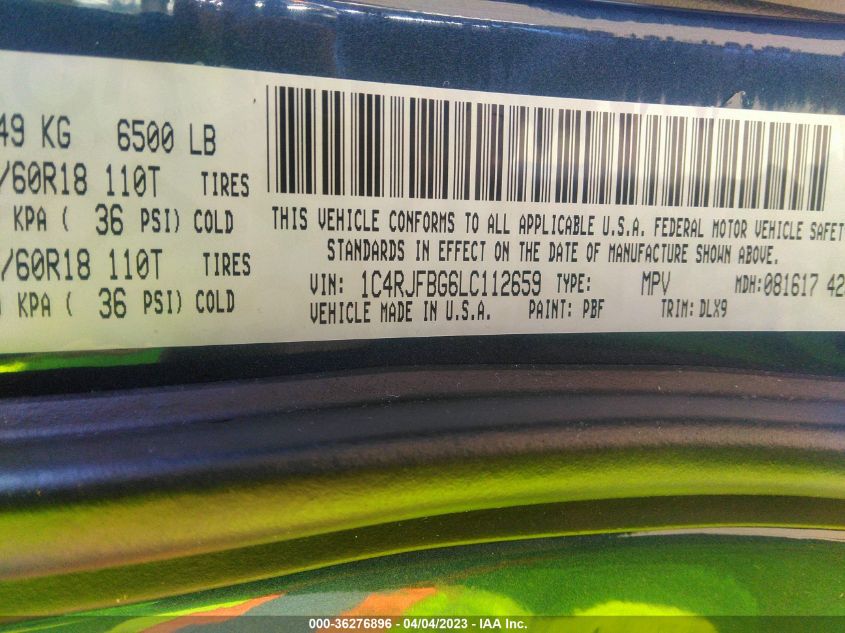 49 KG 6500 LB
/60R18 110T TIRES
KPA ( 36 PSI) COLD
/60R18 110T TIRES
KPA ( 36 PSI) COLD
THIS VEHICLE CONFORMS TO ALL APPLICABLE U.S.A. FEDERAL MOTOR VEHICLE SAFET
STANDARDS IN EFFECT ON THE DATE OF MANUFACTURE SHOWN ABOVE.
VIN: 1C4RJFBG6LC112659 TYPE: MPV MDH:081617 42
VEHICLE MADE IN U.S.A. PAINT: PBF TRIM: DLX9
000-36276896 - 04/04/2023 - IAA Inc.